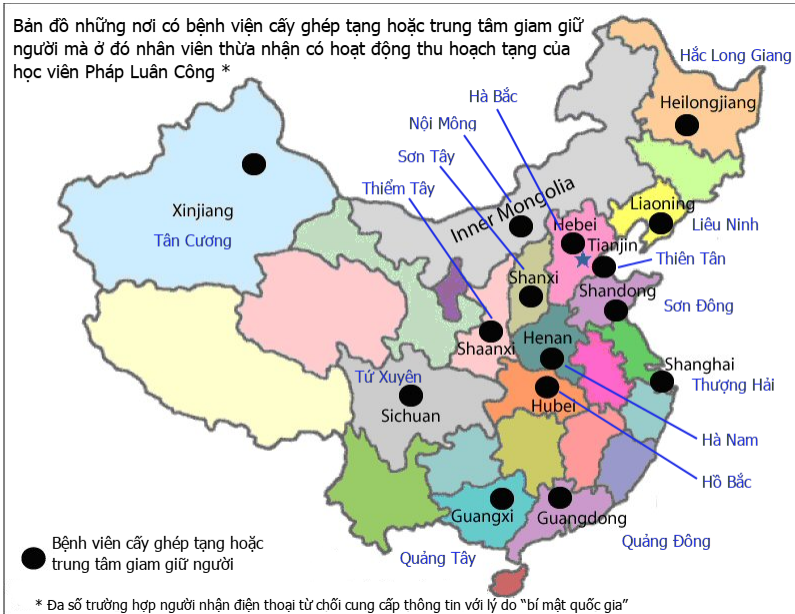 Bản đồ những nơi có bệnh viện cấy ghép tạng hoặc trung tâm giam giữ
người mà ở đó nhân viên thừa nhận có hoạt động thu hoạch tạng của
học viên Pháp Luân Công *
Hắc Long Giang
Heilongjiang
Hà Bắc
Nội Mông
Sơn Tây
Thiểm Tây
Xinjiang
Tân Cương
Inner Mongolia
Hebei
Liaoning
Liêu Ninh
Tianjin
Thiên Tân
Shanxi
Shandong
Sơn Đông
Shaanxi
Henan
Shanghai
Thượng Hải
Tứ Xuyên
Sichuan
Hubei
Hà Nam
Hồ Bắc
Guangxi
Guangdong
Quảng Tây
Quảng Đông
Bệnh viên cấy ghép tạng hoặc
trung tâm giam giữ người
* Đa số trường hợp người nhận điện thoại từ chối cung cấp thông tin với lý do “bí mật quốc gia”